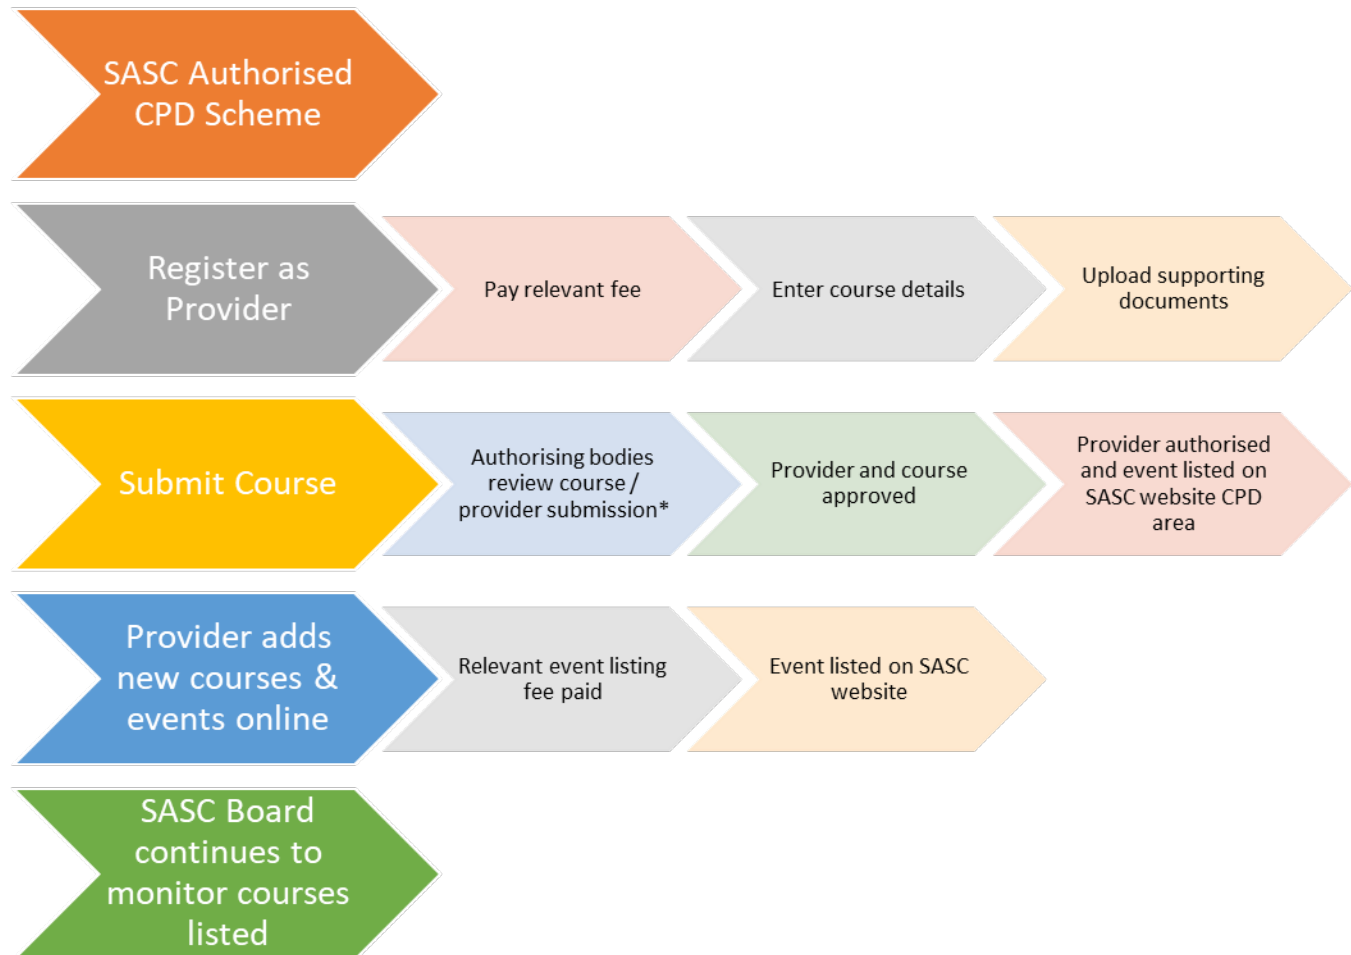 SASC Authorised
CPD Scheme
Register as
Provider
Pay relevant fee
Enter course details
Upload supporting
documents
Submit Course
Authorising bodies
review course /
provider submission*
Provider and course
approved
Provider authorised
and event listed on
SASC website CPD
area
Provider adds
new courses &
events online
Relevant event listing
fee paid
Event listed on SASC
website
SASC Board
continues to
monitor courses
listed